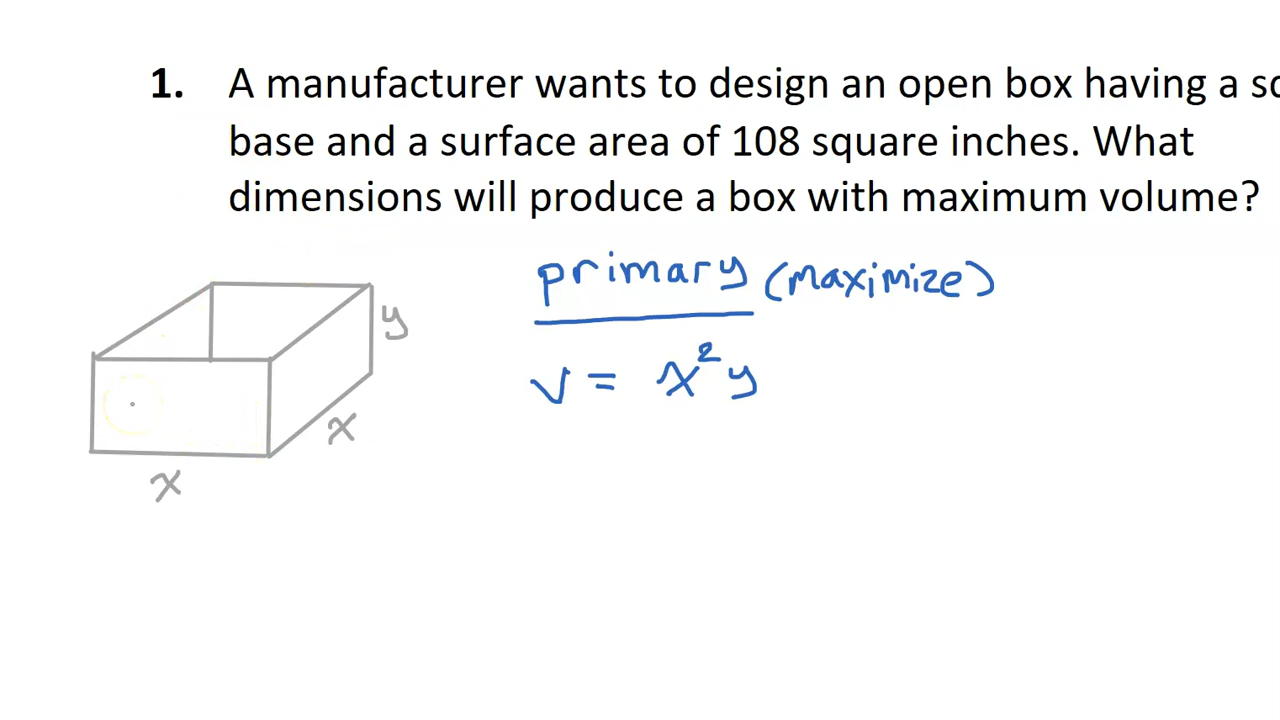 1. A manufacturer wants to design an open box having a
base and a surface area of 108 square inches. What
dimensions will produce a box with maximum volume?
primary (maximize)
v = x²y
y
x
x